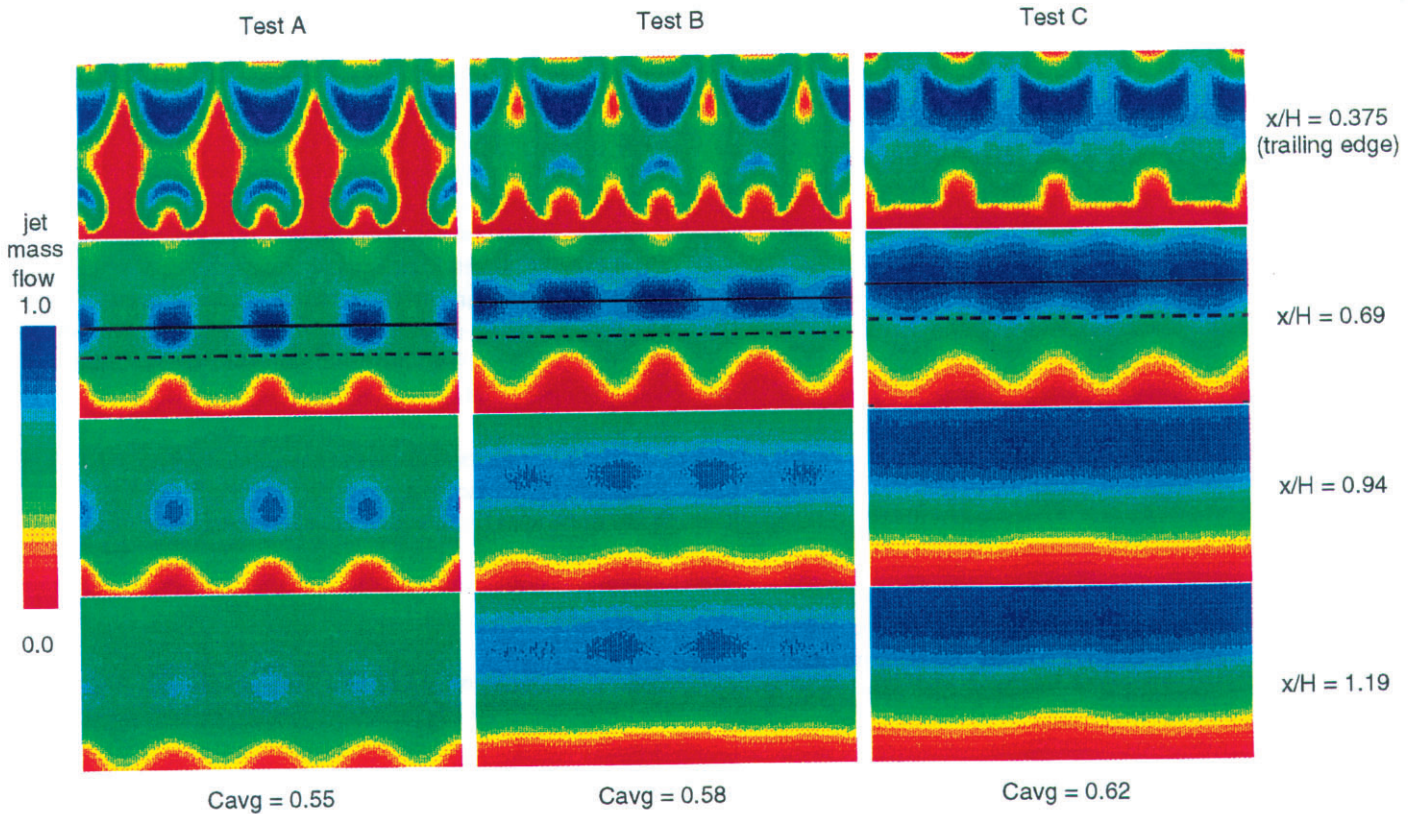 Test A
Test B
Test C
x/H = 0.375
(trailing edge)
jet
mass
flow
1.0
x/H = 0.69
x/H = 0.94
0.0
x/H = 1.19
Cavg = 0.55
Cavg = 0.58
Cavg = 0.62